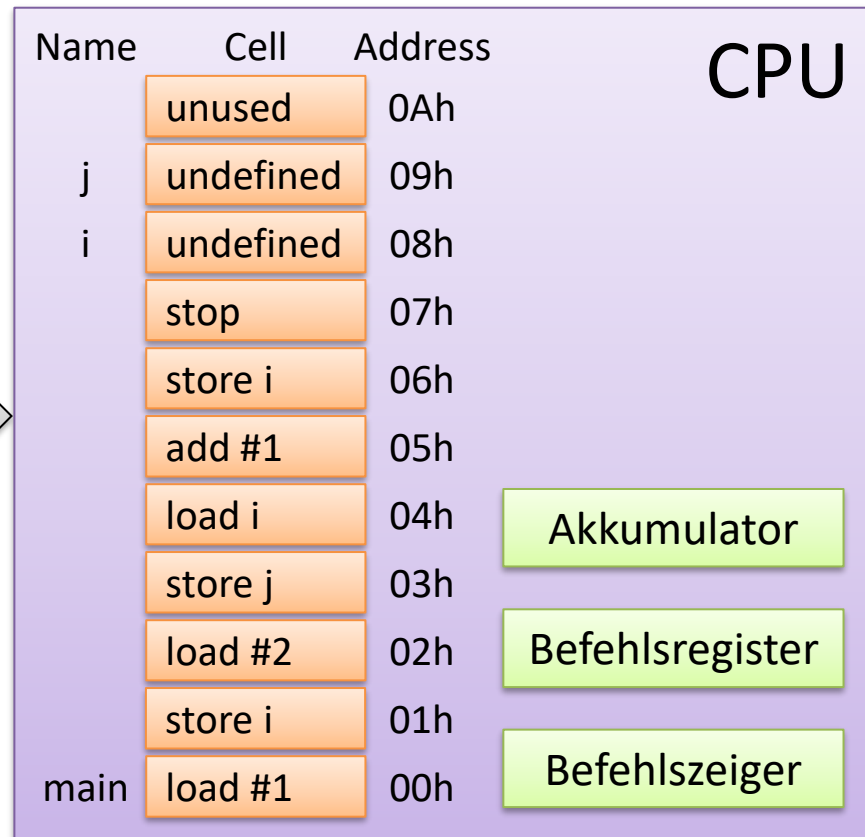 Name Cell Address
CPU
unused 0Ah
j undefined 09h
i undefined 08h
stop 07h
store i 06h
add #1 05h
load i 04h
Akkumulator
store j 03h
load #2 02h
Befehlsregister
store i 01h
Befehlszeiger
main load #1 00h